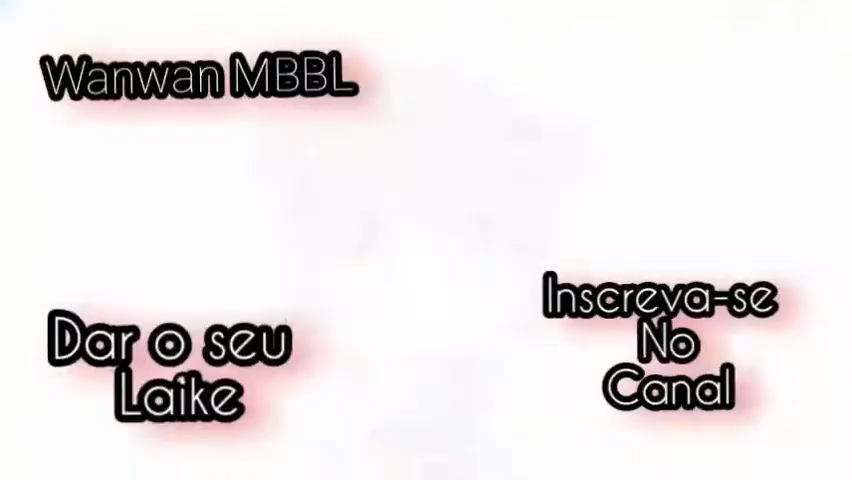 Wanwan MBBL
Dar o seu
Laike
Inscreva-se
No
Canal